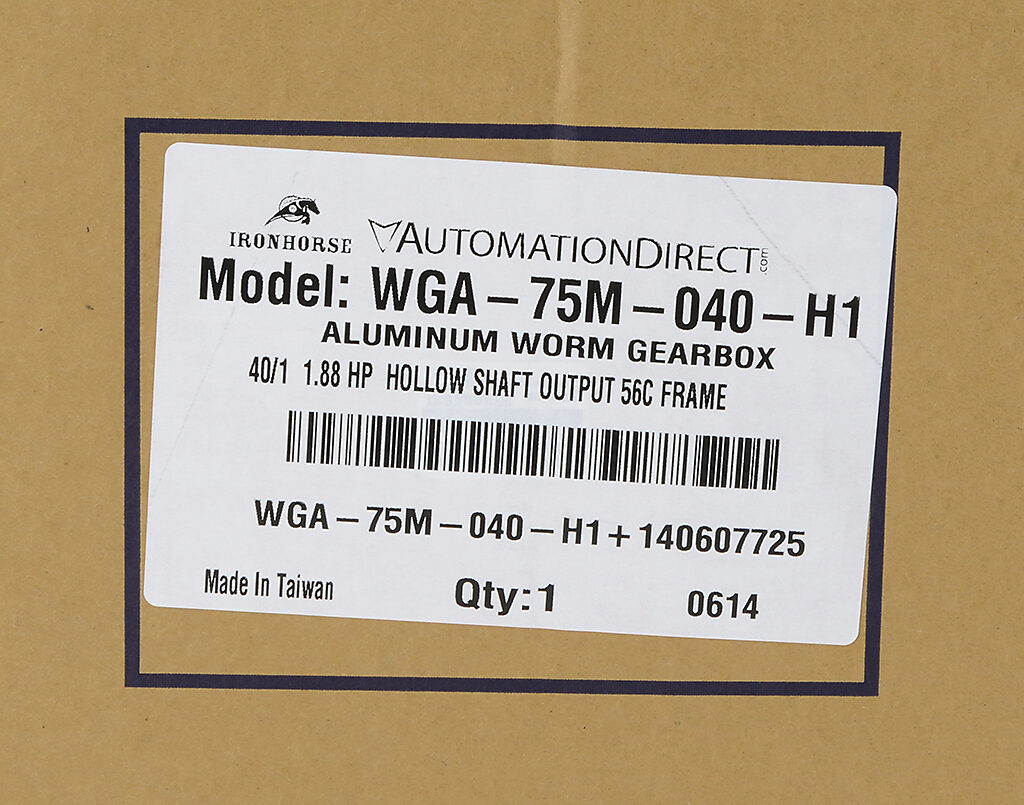 IRONHORSE
AUTOMATIONDIRECT.com
Model: WGA – 75M – 040 – H1
ALUMINUM WORM GEARBOX
40/1 1.88 HP HOLLOW SHAFT OUTPUT 56C FRAME
WGA – 75M – 040 – H1 + 140607725
Made In Taiwan Qty: 1 0614